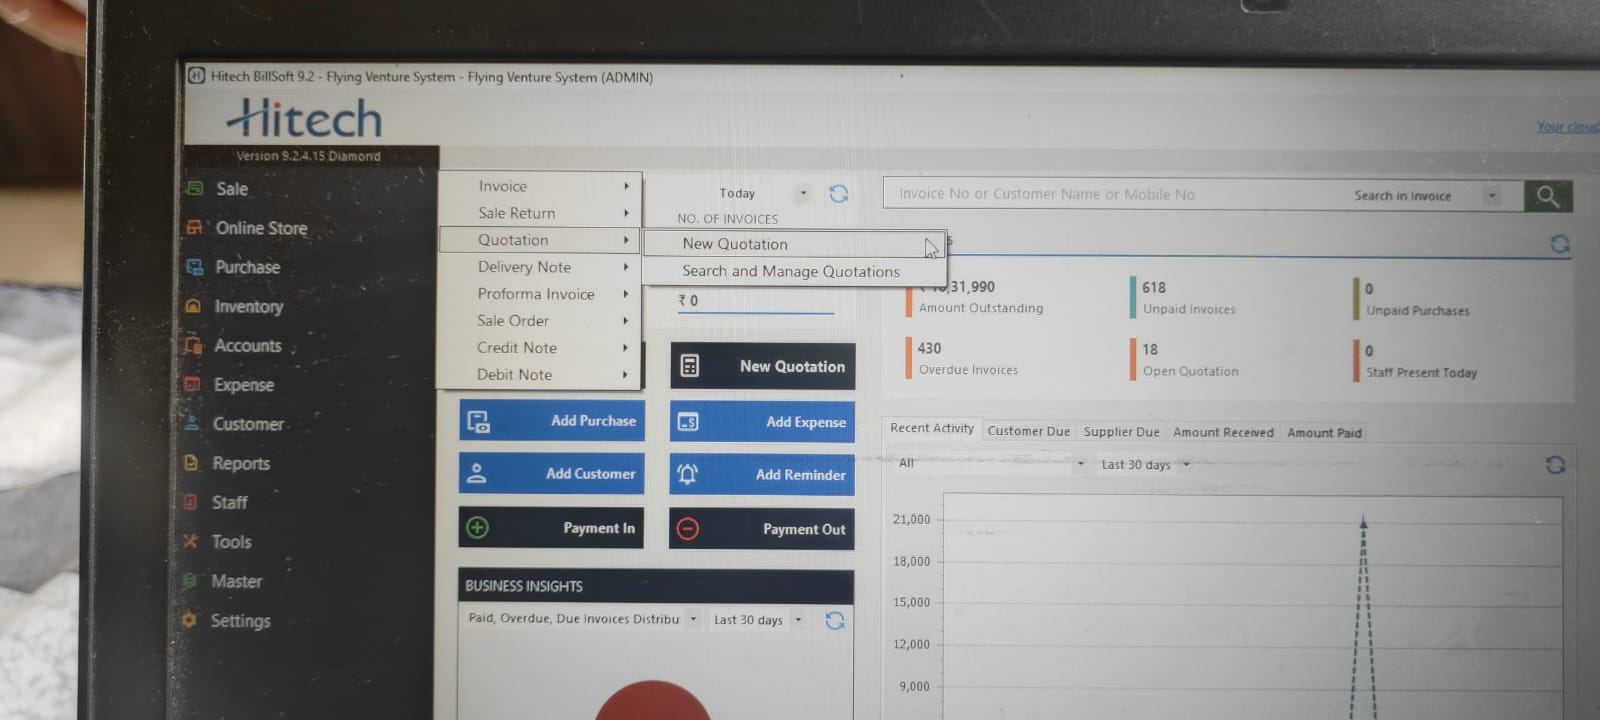 Hitech BillSoft 9.2 - Flying Venture System - Flying Venture System (ADMIN)
Hitech
Your cloud
Version 9.2.4.15 Diamond
Sale
Online Store
Purchase
Inventory
Accounts
Expense
Customer
Reports
Staff
Tools
Master
Settings
Invoice
Sale Return
Quotation
Delivery Note
Proforma Invoice
Sale Order
Credit Note
Debit Note
New Quotation
Search and Manage Quotations
Today
NO. OF INVOICES
₹ 0
Invoice No or Customer Name or Mobile No
Search in Invoice
,31,990
Amount Outstanding
618
Unpaid Invoices
0
Unpaid Purchases
430
Overdue Invoices
18
Open Quotation
0
Staff Present Today
New Quotation
Add Purchase
Add Expense
Add Customer
Add Reminder
Payment In
Payment Out
BUSINESS INSIGHTS
Paid, Overdue, Due Invoices Distribu
Last 30 days
Recent Activity
Customer Due
Supplier Due
Amount Received
Amount Paid
All
Last 30 days
21,000
18,000
15,000
12,000
9,000